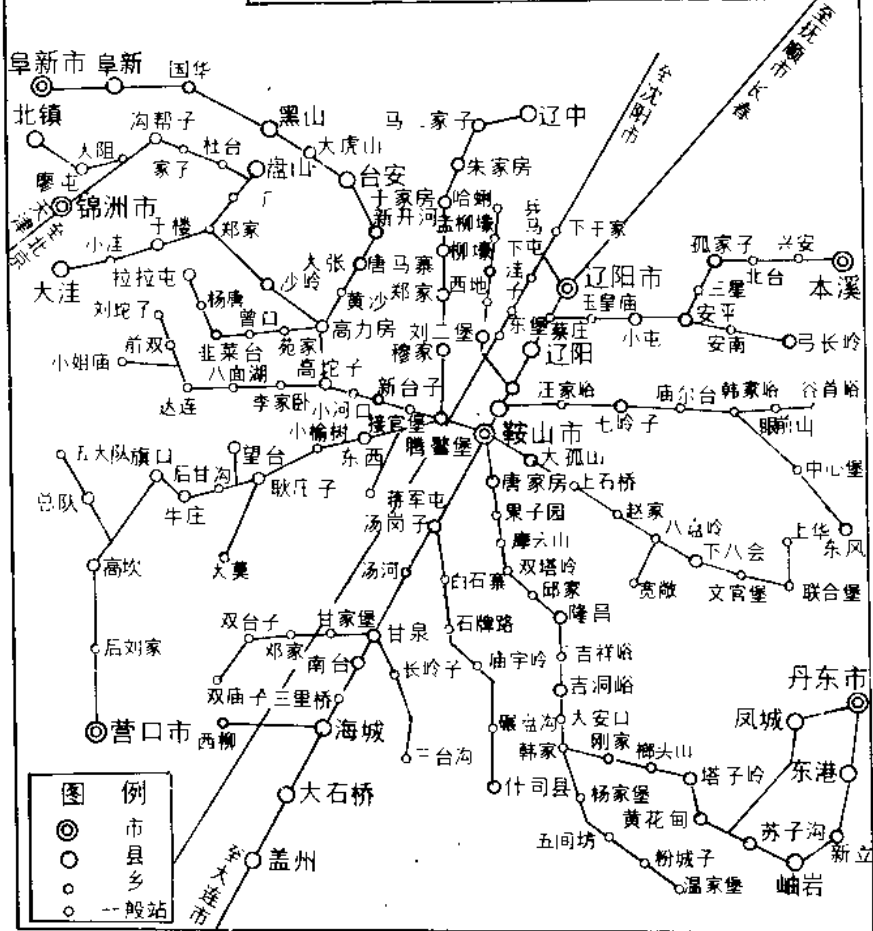 至抚顺市长春
至沈阳市
阜新市
阜新
国华
北镇
沟帮子
黑山
马三家子
辽中
大阻
杜台
大虎山
家子
盘山
台安
朱家房
廖屯
锦洲市
于家房
哈蜊
新开河
孟柳壕
兵马
下于家
至北京
天津
小洼
于楼
郑家
大张
唐马寨
柳壕
下屯
孤家子
兴安
大洼
拉拉屯
少岭
黄沙
郑家
西地
洼子
辽阳市
三星
北台
本溪
刘坨子
杨唐
曾口
高力房
刘二堡
东堡
蔡庄
玉皇庙
安平
前双
韭菜台
苑家
穆家
辽阳
小屯
安南
弓长岭
小姐庙
八面湖
高坨子
新台子
达连
李家卧
小河口
接官堡
汪家峪
庙尔台
韩家峪
谷首峪
小榆树
东西
腾鳌堡
鞍山市
七岭子
眼前山
五大队
旗口
后甘沟
望台
耿庄子
大孤山
中心堡
总队
牛庄
蒋军屯
唐家房
上石桥
汤岗子
果子园
赵家
八盘岭
上华
东风
高坎
大莫
摩云山
下八会
汤河
白石寨
双塔岭
邱家
宽敞
文官堡
联合堡
双台子
甘家堡
甘泉
石牌路
隆昌
后刘家
邓家
南台
长岭子
庙宇岭
吉祥峪
双庙子
三里桥
吉洞峪
丹东市
营口市
西柳
海城
碾盘沟
大安口
凤城
三台沟
韩家
刚家
榔头山
什司县
塔子岭
东港
大石桥
杨家堡
黄花甸
苏子沟
五间坊
新立
盖州
粉城子
岫岩
至大连市
温家堡
图例
市
县
乡
一般站